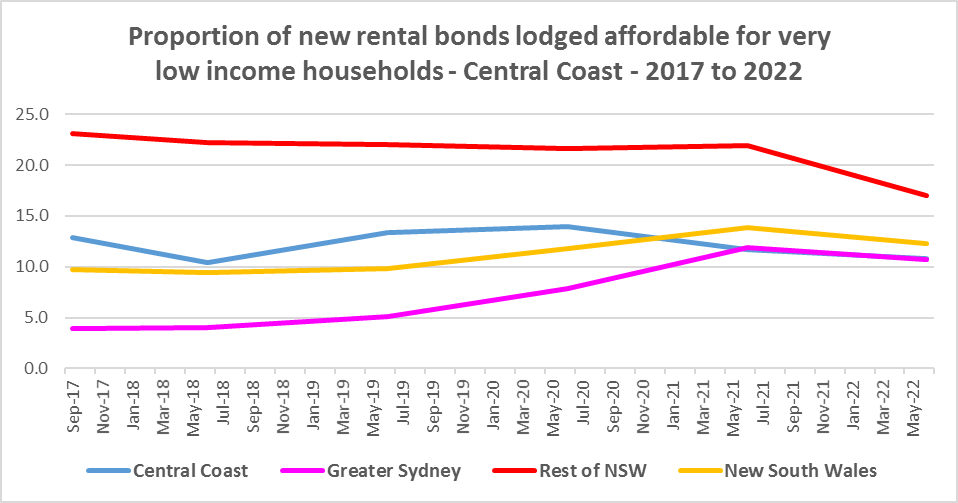 Proportion of new rental bonds lodged affordable for very
low income households - Central Coast - 2017 to 2022
25.0
20.0
15.0
10.0
5.0
0.0
Sep-17
Nov-17
Jan-18
Mar-18
May-18
Jul-18
Sep-18
Nov-18
Jan-19
Mar-19
May-19
Jul-19
Sep-19
Nov-19
Jan-20
Mar-20
May-20
Jul-20
Sep-20
Nov-20
Jan-21
Mar-21
May-21
Jul-21
Sep-21
Nov-21
Jan-22
Mar-22
May-22
Central Coast
Greater Sydney
Rest of NSW
New South Wales